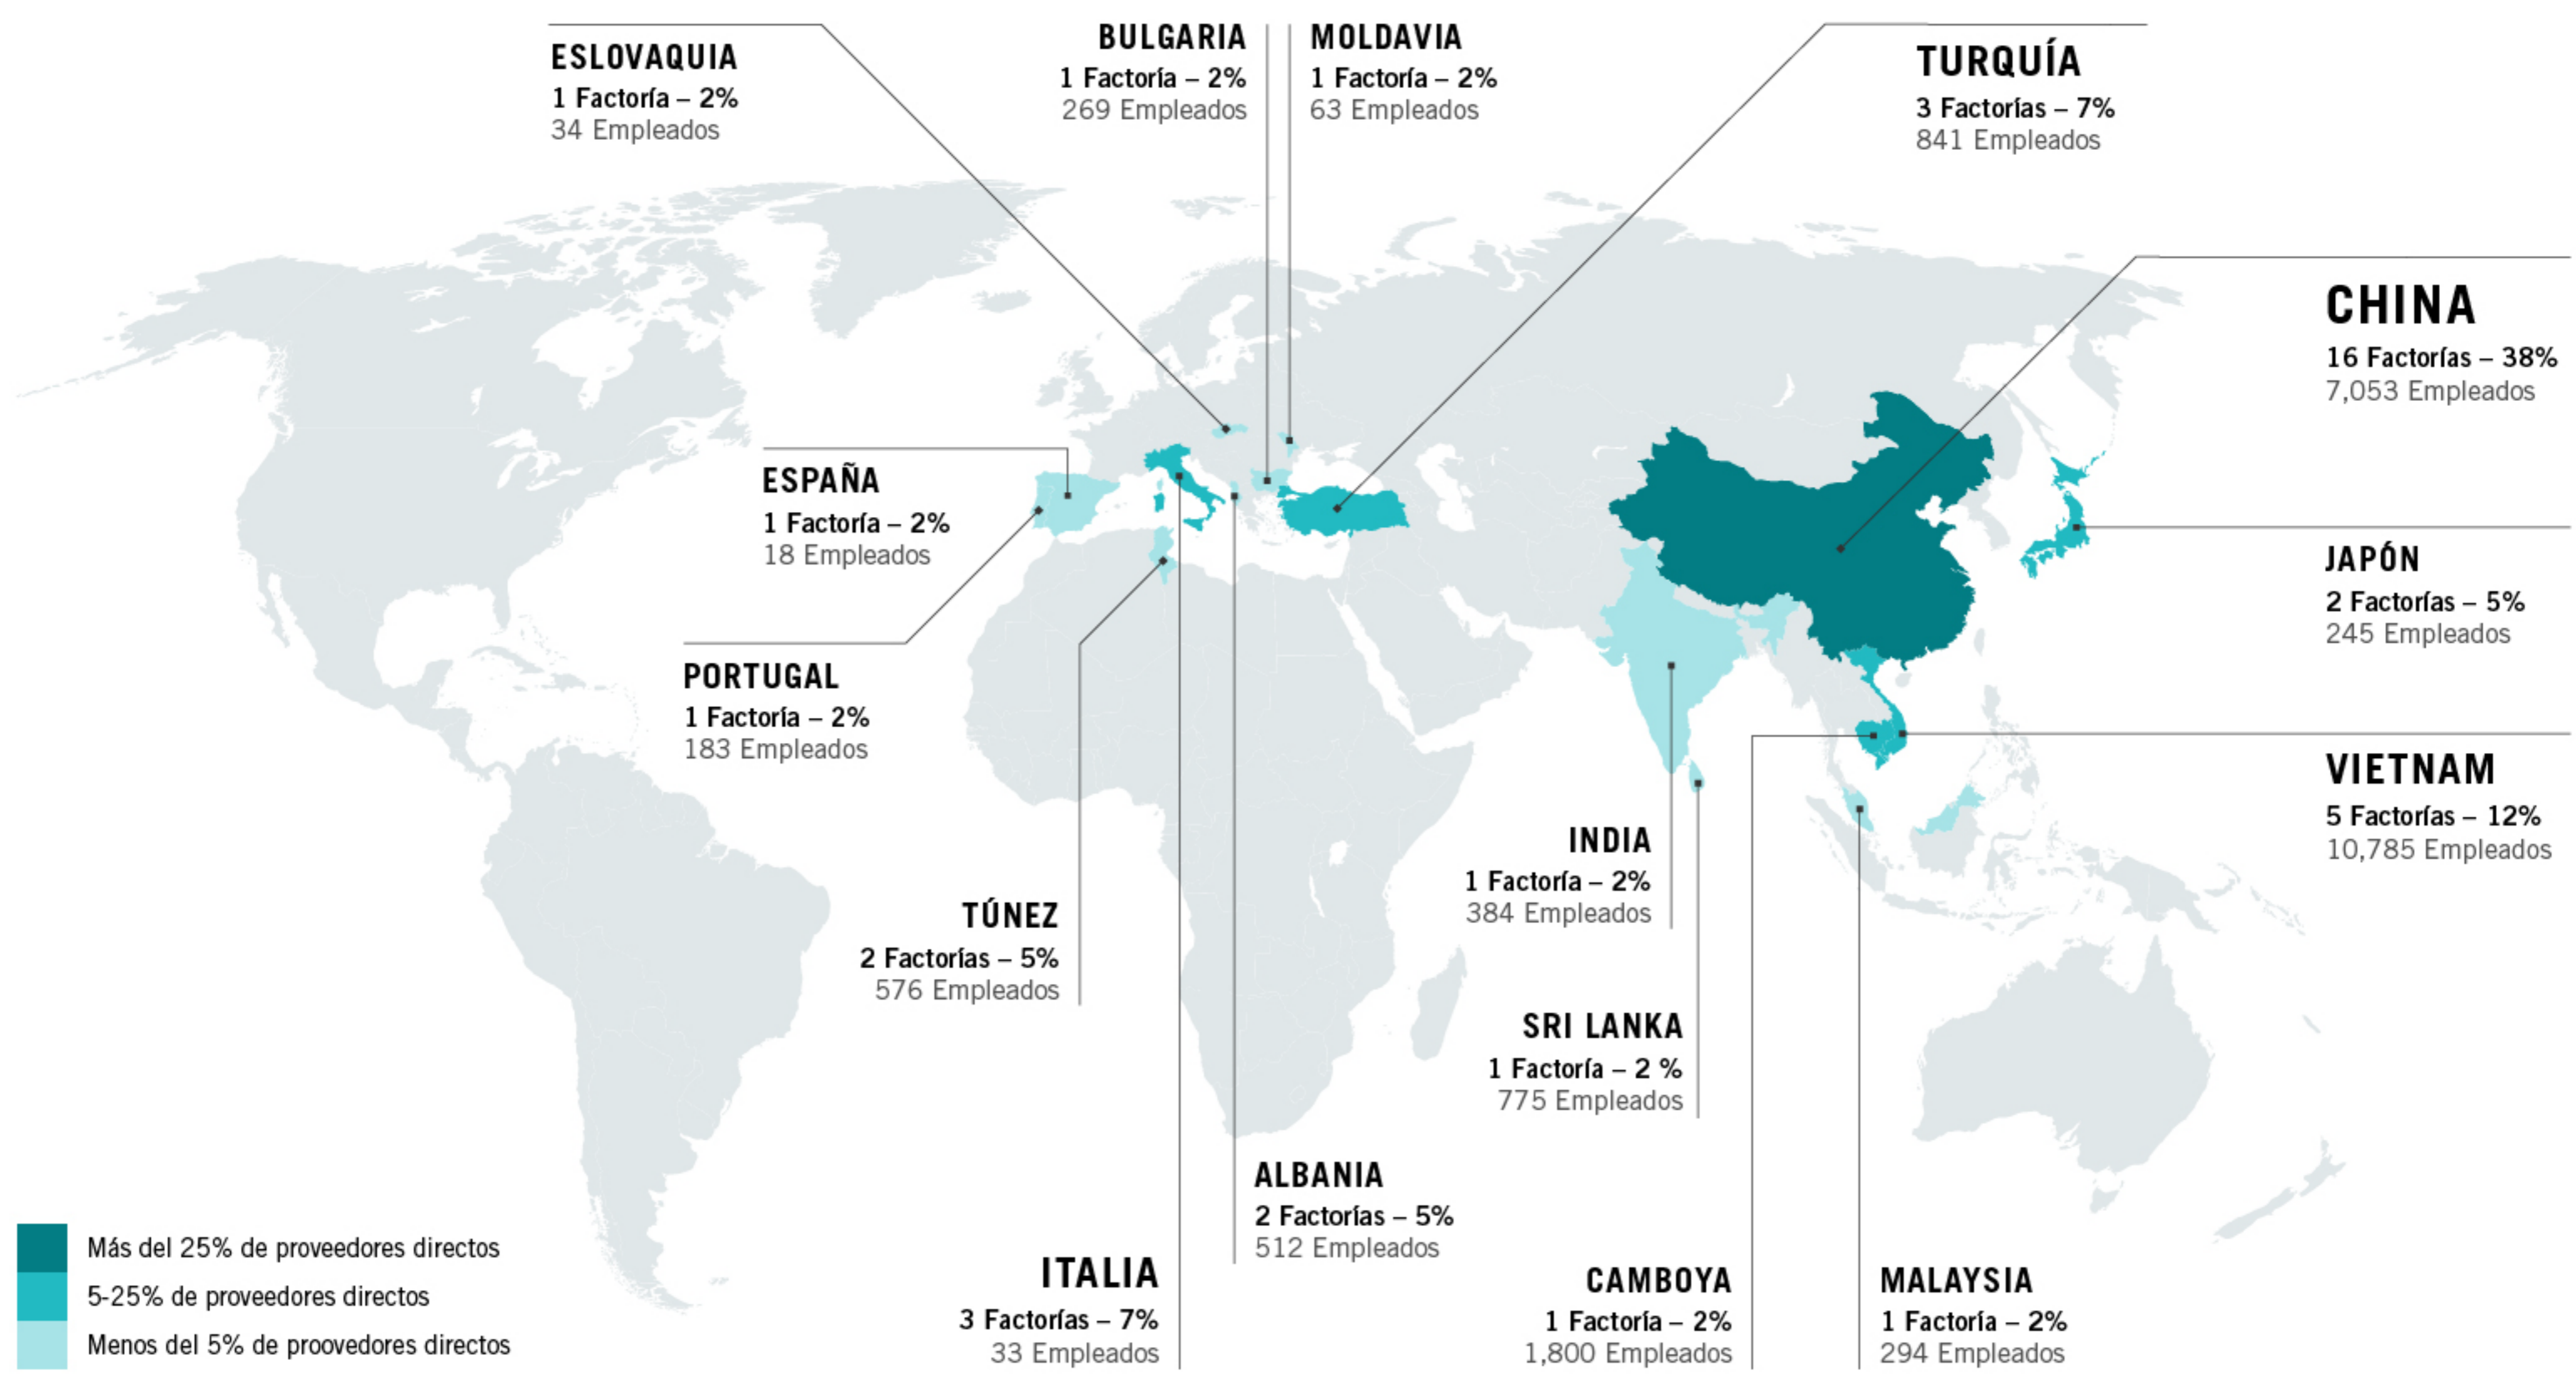 ESLOVAQUIA
1 Factoría – 2%
34 Empleados
BULGARIA
1 Factoría – 2%
269 Empleados
MOLDAVIA
1 Factoría – 2%
63 Empleados
TURQUÍA
3 Factorías – 7%
841 Empleados
CHINA
16 Factorías – 38%
7,053 Empleados
ESPAÑA
1 Factoría – 2%
18 Empleados
JAPÓN
2 Factorías – 5%
245 Empleados
PORTUGAL
1 Factoría – 2%
183 Empleados
VIETNAM
5 Factorías – 12%
10,785 Empleados
INDIA
1 Factoría – 2%
384 Empleados
TÚNEZ
2 Factorías – 5%
576 Empleados
SRI LANKA
1 Factoría – 2 %
775 Empleados
ALBANIA
2 Factorías – 5%
512 Empleados
ITALIA
3 Factorías – 7%
33 Empleados
CAMBOYA
1 Factoría – 2%
1,800 Empleados
MALAYSIA
1 Factoría – 2%
294 Empleados
Más del 25% de proveedores directos
5-25% de proveedores directos
Menos del 5% de proovedores directos